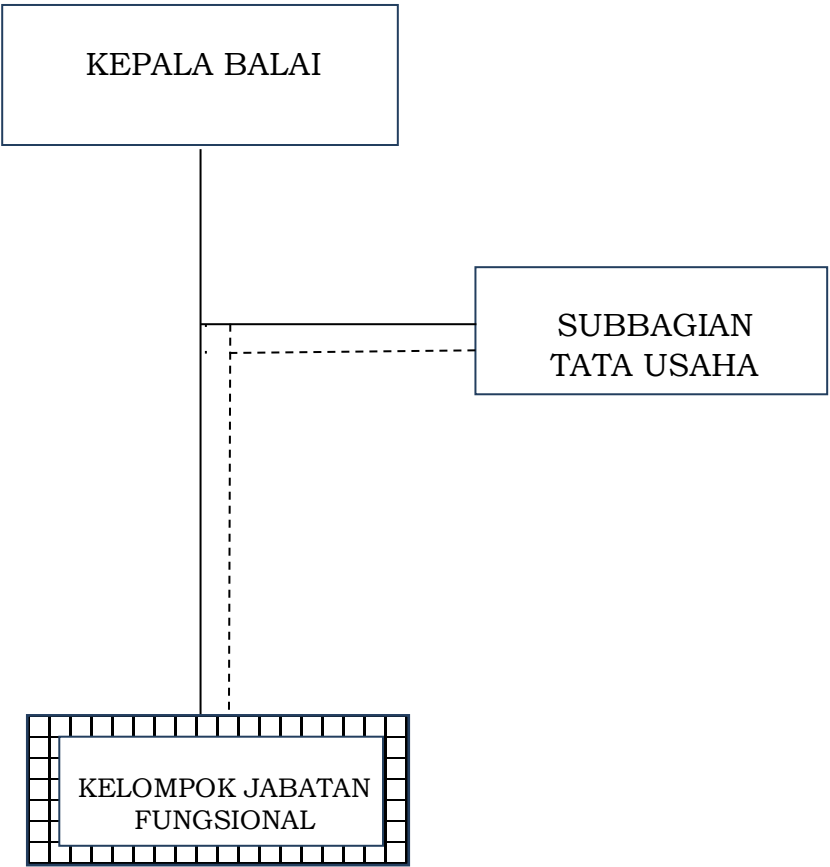 KEPALA BALAI
SUBBAGIAN
TATA USAHA
KELOMPOK JABATAN
FUNGSIONAL